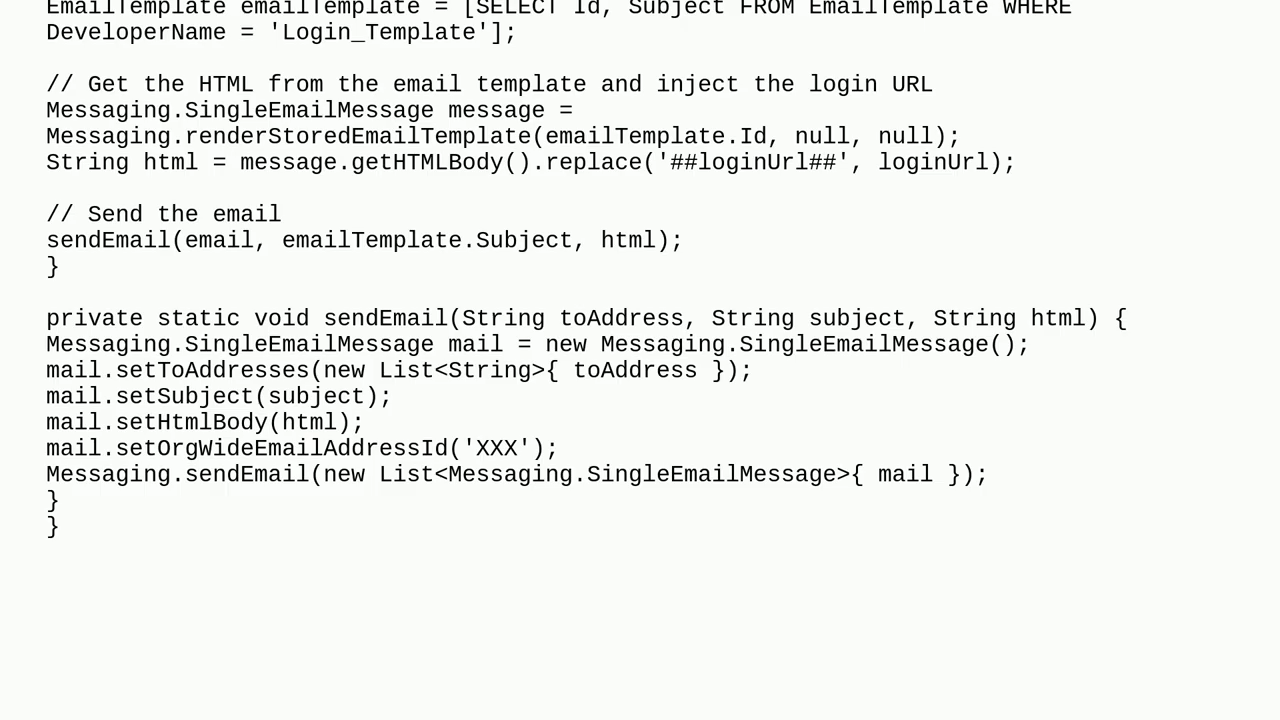 EmailTemplate emailTemplate = [SELECT Id, Subject FROM EmailTemplate WHERE
DeveloperName = 'Login_Template'];
// Get the HTML from the email template and inject the login URL
Messaging.SingleEmailMessage message =
Messaging.renderStoredEmailTemplate(emailTemplate.Id, null, null);
String html = message.getHTMLBody().replace('##loginUrl##', loginUrl);
// Send the email
sendEmail(email, emailTemplate.Subject, html);
}
private static void sendEmail(String toAddress, String subject, String html) {
Messaging.SingleEmailMessage mail = new Messaging.SingleEmailMessage();
mail.setToAddresses(new List<String>{ toAddress });
mail.setSubject(subject);
mail.setHtmlBody(html);
mail.setOrgWideEmailAddressId('XXX');
Messaging.sendEmail(new List<Messaging.SingleEmailMessage>{ mail });
}
}